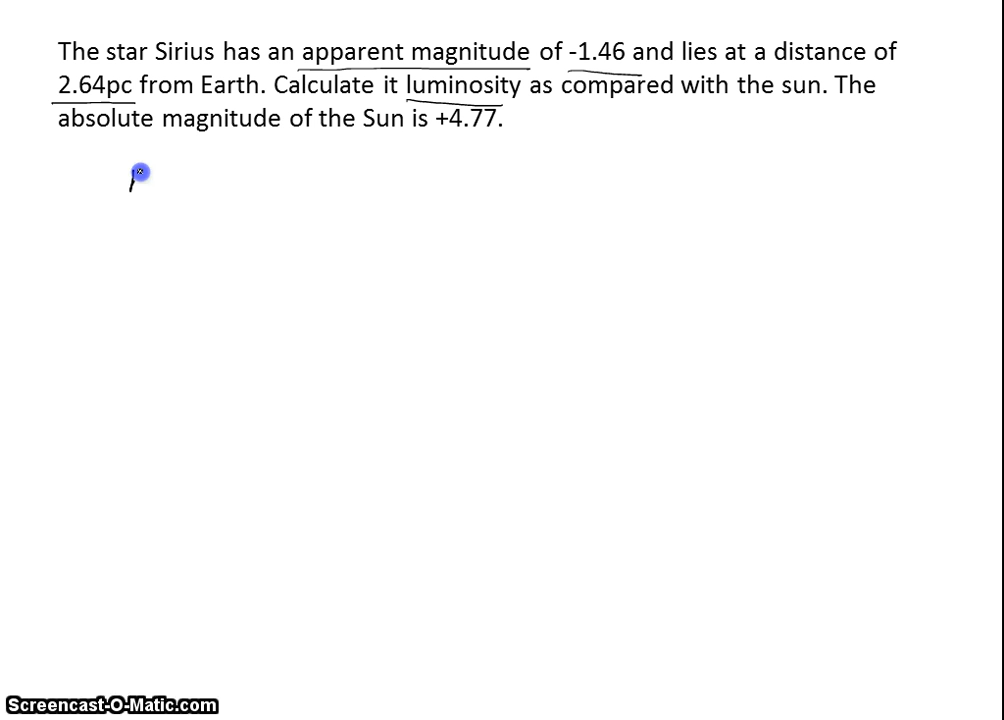 The star Sirius has an apparent magnitude of -1.46 and lies at a distance of
2.64pc from Earth. Calculate it luminosity as compared with the sun. The
absolute magnitude of the Sun is +4.77.
Screencast-O-Matic.com